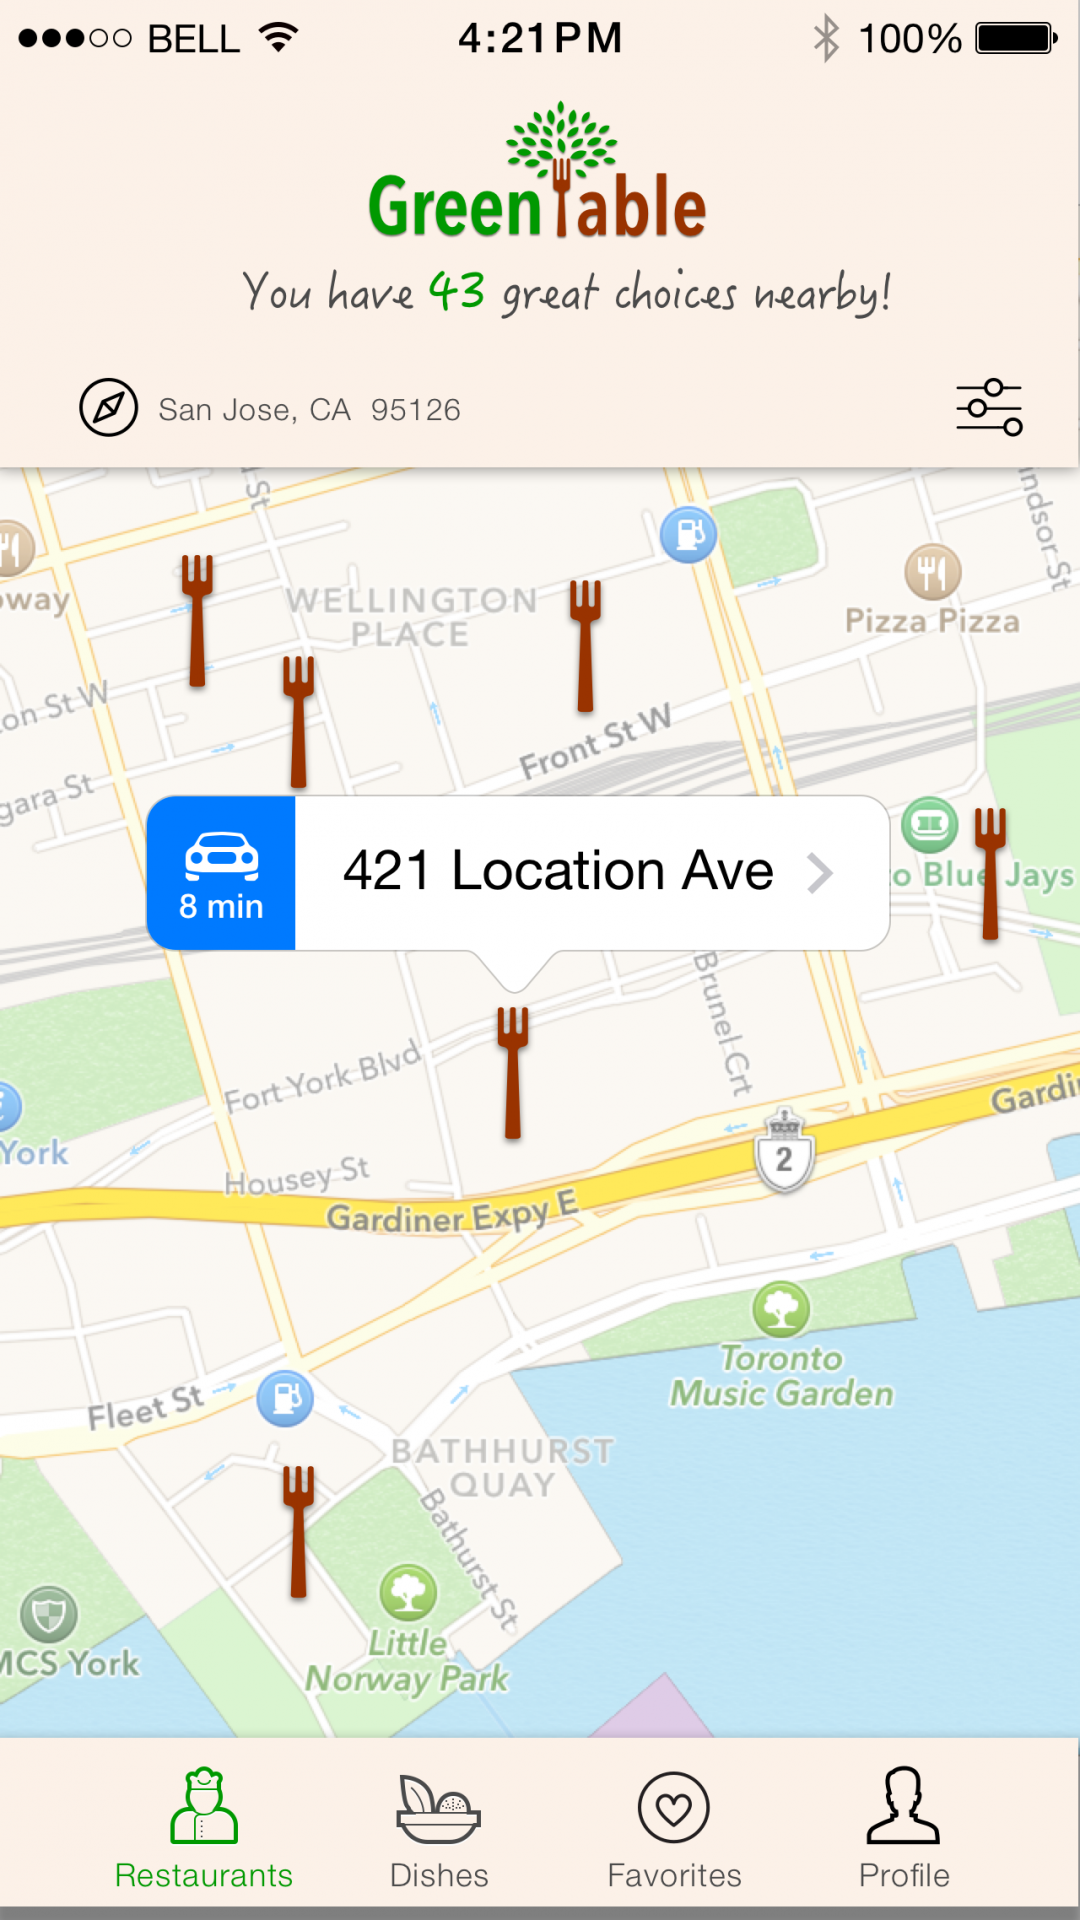 BELL 4:21PM 100%
GreenTable
You have 43 great choices nearby!
San Jose, CA 95126
St
ndsor St
way
WELLINGTON
PLACE
Pizza Pizza
on St W
Front St W
gara St
421 Location Ave
8 min
o Blue Jays
Brunel Crt
Fort York Blvd
Gardi
York
2
Housey St
Gardiner Expy E
Toronto
Music Garden
Fleet St
BATHHURST
QUAY
Bathurst St
Little
Norway Park
MCS York
Restaurants Dishes Favorites Profile